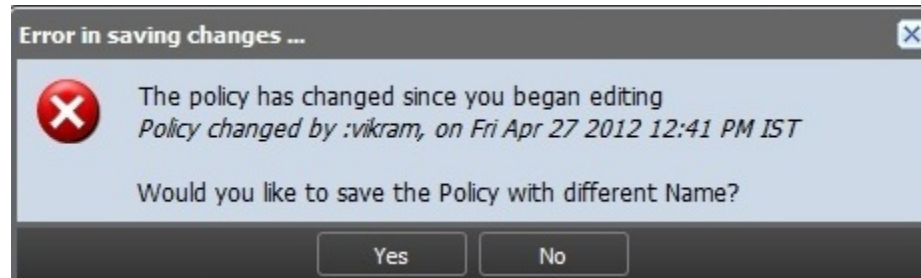 Error in saving changes ...
The policy has changed since you began editing
Policy changed by :vikram, on Fri Apr 27 2012 12:41 PM IST
Would you like to save the Policy with different Name?
Yes
No